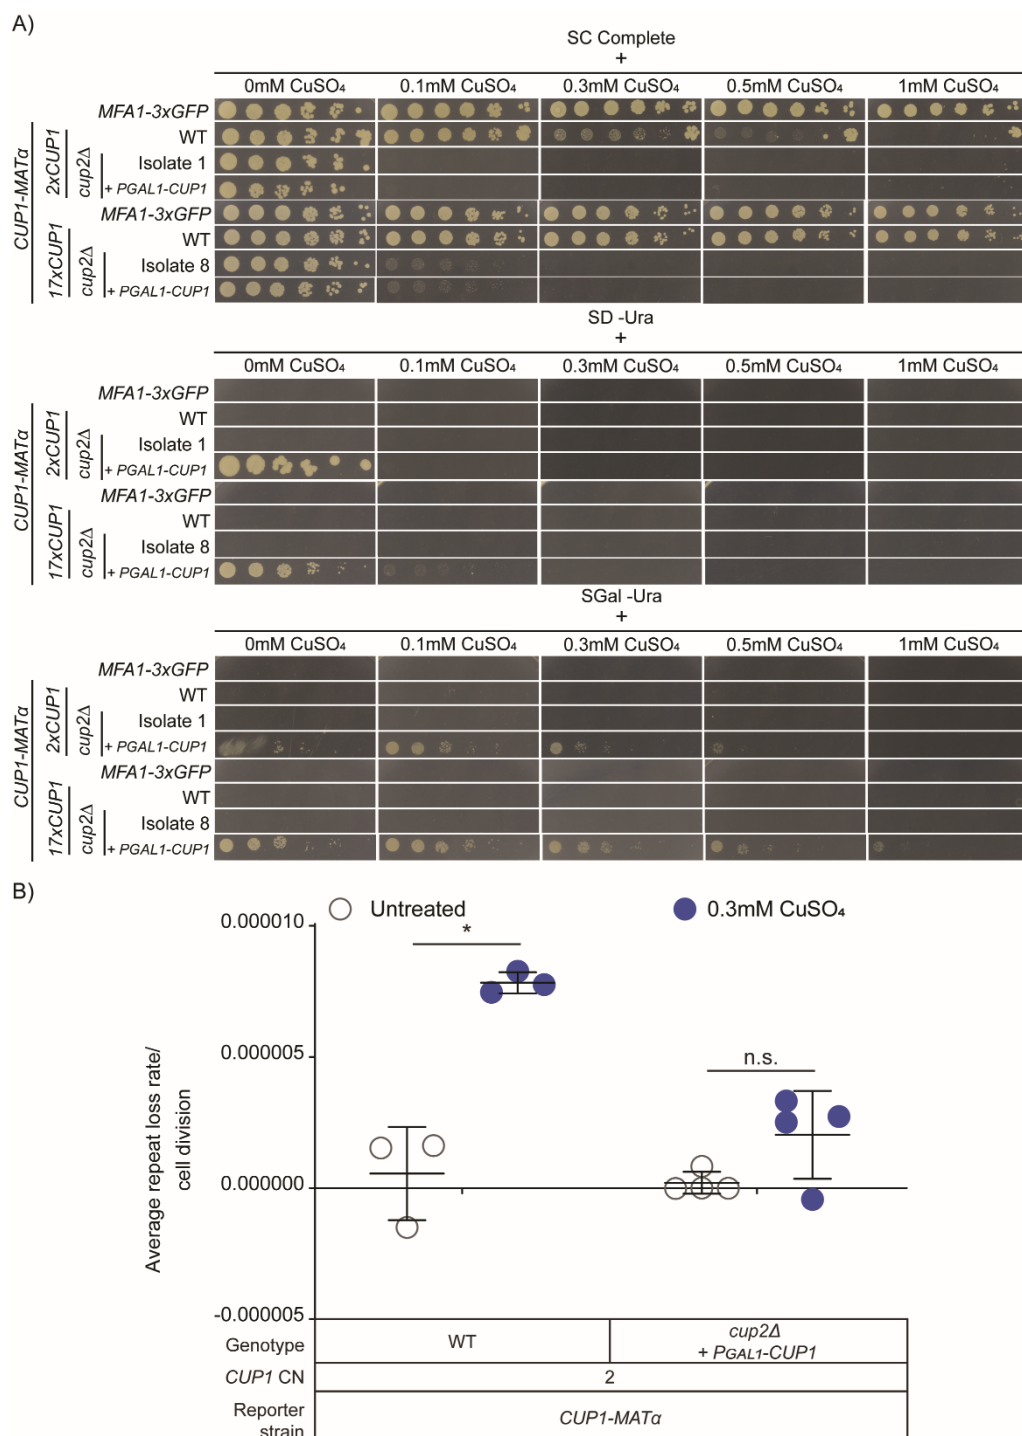 A)
SC Complete
+
0mM CuSO₄ 0.1mM CuSO₄ 0.3mM CuSO₄ 0.5mM CuSO₄ 1mM CuSO₄
CUP1-MATα
2xCUP1
cup2Δ
MFA1-3xGFP
WT
Isolate 1
+ PGAL1-CUP1
17xCUP1
cup2Δ
MFA1-3xGFP
WT
Isolate 8
+ PGAL1-CUP1
SD -Ura
+
0mM CuSO₄ 0.1mM CuSO₄ 0.3mM CuSO₄ 0.5mM CuSO₄ 1mM CuSO₄
CUP1-MATα
2xCUP1
cup2Δ
MFA1-3xGFP
WT
Isolate 1
+ PGAL1-CUP1
17xCUP1
cup2Δ
MFA1-3xGFP
WT
Isolate 8
+ PGAL1-CUP1
SGal -Ura
+
0mM CuSO₄ 0.1mM CuSO₄ 0.3mM CuSO₄ 0.5mM CuSO₄ 1mM CuSO₄
CUP1-MATα
2xCUP1
cup2Δ
MFA1-3xGFP
WT
Isolate 1
+ PGAL1-CUP1
17xCUP1
cup2Δ
MFA1-3xGFP
WT
Isolate 8
+ PGAL1-CUP1
B)
Untreated 0.3mM CuSO₄
Average repeat loss rate/
cell division
0.000010
0.000005
0.000000
-0.000005
*
n.s.
Genotype WT cup2Δ
+ PGAL1-CUP1
CUP1 CN 2
Reporter
strain CUP1-MATα